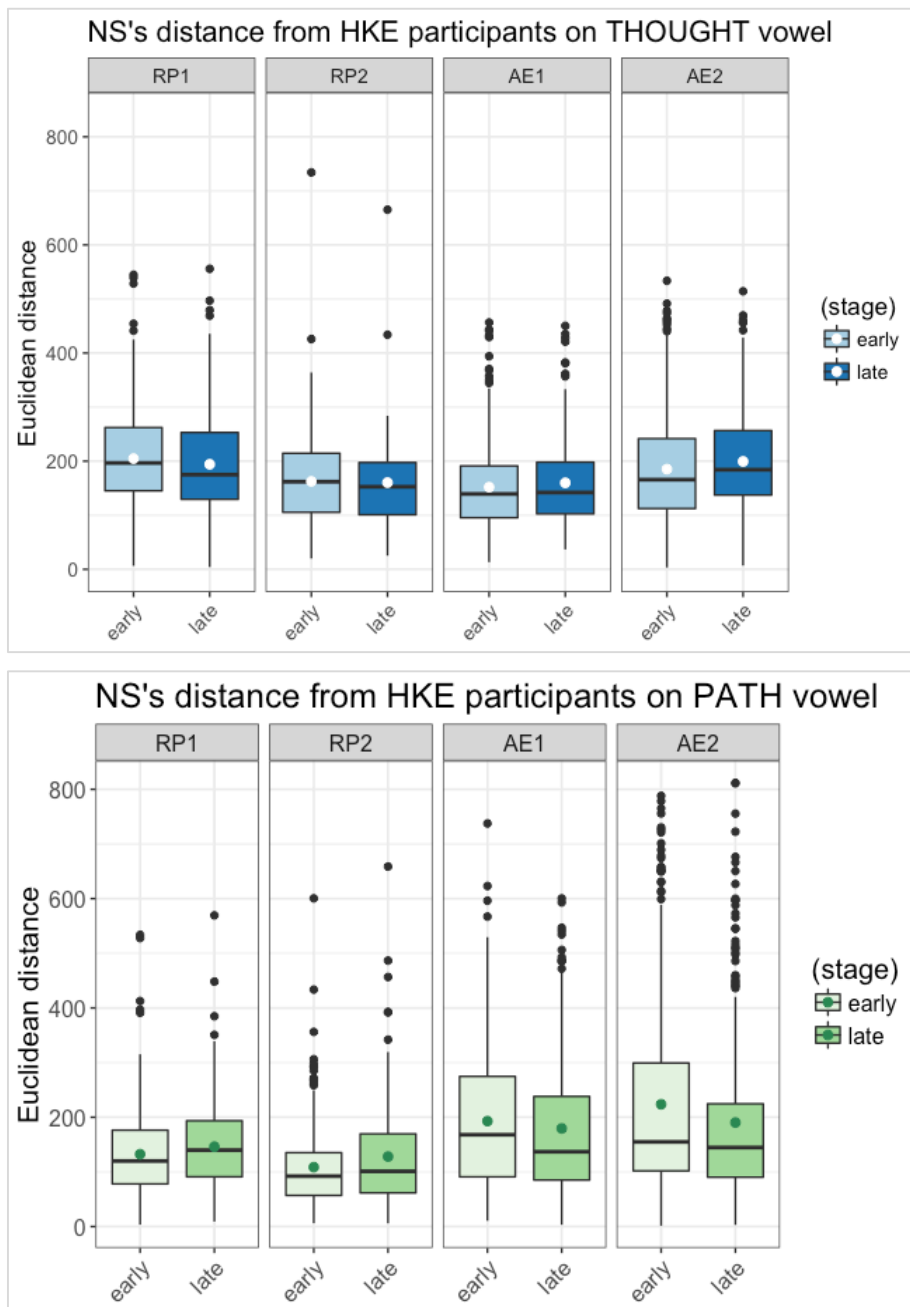 NS's distance from HKE participants on THOUGHT vowel
RP1 RP2 AE1 AE2
800
600
400
200
0
Euclidean distance
early late early late early late early late
(stage)
early
late
NS's distance from HKE participants on PATH vowel
RP1 RP2 AE1 AE2
800
600
400
200
0
Euclidean distance
early late early late early late early late
(stage)
early
late